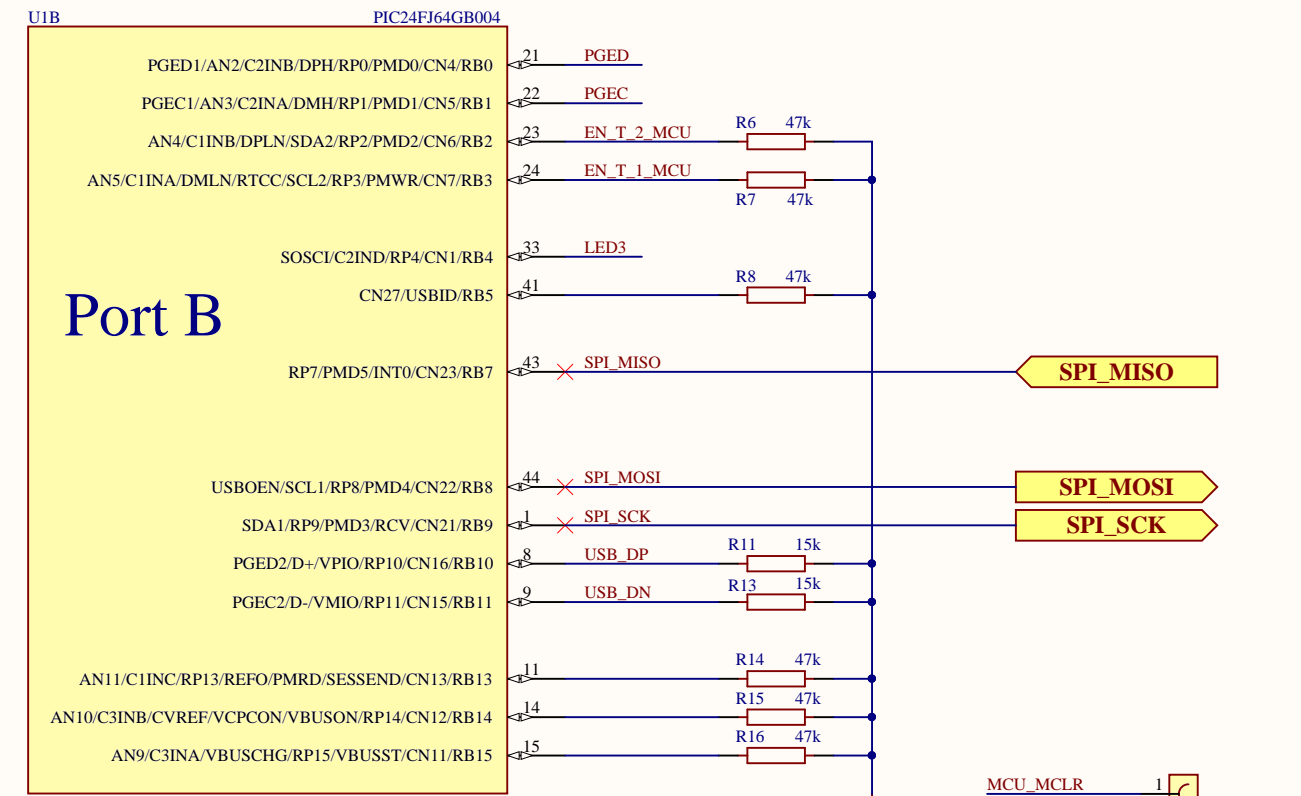 U1B PIC24FJ64GB004
PGED1/AN2/C2INB/DPH/RP0/PMD0/CN4/RB0 21 PGED
PGEC1/AN3/C2INA/DMH/RP1/PMD1/CN5/RB1 22 PGEC
R6 47k
AN4/C1INB/DPLN/SDA2/RP2/PMD2/CN6/RB2 23 EN_T_2_MCU
AN5/C1INA/DMLN/RTCC/SCL2/RP3/PMWR/CN7/RB3 24 EN_T_1_MCU
R7 47k
SOSCI/C2IND/RP4/CN1/RB4 33 LED3
R8 47k
CN27/USBID/RB5 41
Port B
RP7/PMD5/INT0/CN23/RB7 43 SPI_MISO SPI_MISO
USBOEN/SCL1/RP8/PMD4/CN22/RB8 44 SPI_MOSI SPI_MOSI
SDA1/RP9/PMD3/RCV/CN21/RB9 1 SPI_SCK SPI_SCK
R11 15k
PGED2/D+/VPIO/RP10/CN16/RB10 8 USB_DP
R13 15k
PGEC2/D-/VMIO/RP11/CN15/RB11 9 USB_DN
R14 47k
AN11/C1INC/RP13/REFO/PMRD/SESSEND/CN13/RB13 11
R15 47k
AN10/C3INB/CVREF/VCPCON/VBUSON/RP14/CN12/RB14 14
R16 47k
AN9/C3INA/VBUSCHG/RP15/VBUSST/CN11/RB15 15
MCU_MCLR 1